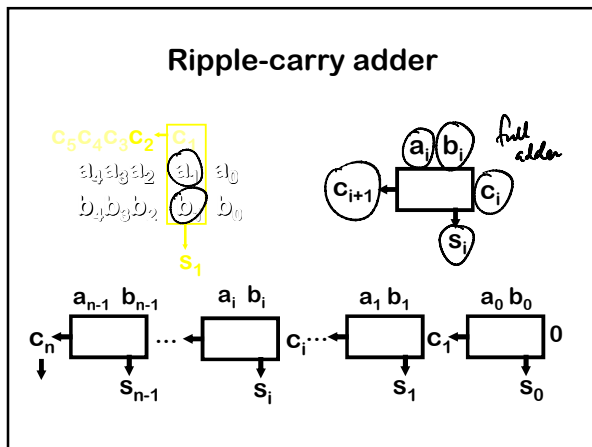 Ripple-carry adder
c₅c₄c₃c₂ c₁
a₄a₃a₂ a₁ a₀
b₄b₃b₂ b₁ b₀
s₁
aᵢ bᵢ
full adder
cᵢ₊₁ cᵢ
sᵢ
aₙ₋₁ bₙ₋₁ aᵢ bᵢ a₁ b₁ a₀ b₀
cₙ ... cᵢ ... c₁ 0
sₙ₋₁ sᵢ s₁ s₀